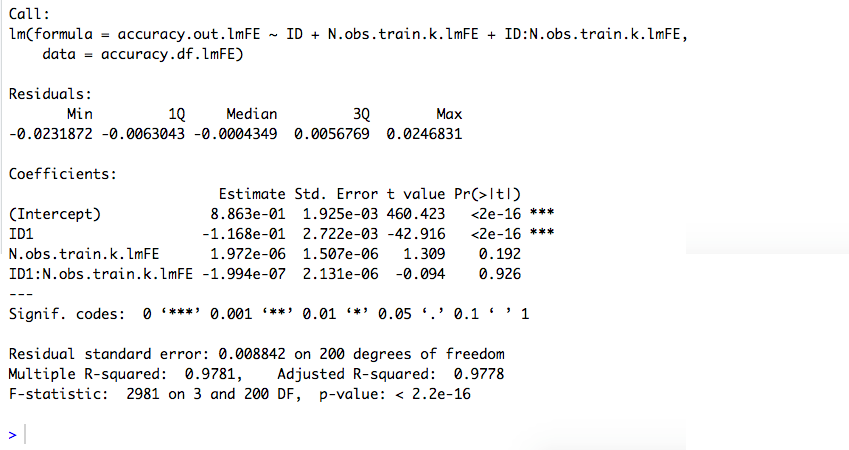 Call:
lm(formula = accuracy.out.lmFE ~ ID + N.obs.train.k.lmFE + ID:N.obs.train.k.lmFE,
    data = accuracy.df.lmFE)
Residuals:
       Min         1Q     Median         3Q        Max
-0.0231872 -0.0063043 -0.0004349  0.0056769  0.0246831
Coefficients:
                         Estimate Std. Error t value Pr(>|t|)
(Intercept)             8.863e-01  1.925e-03 460.423   <2e-16 ***
ID1                    -1.168e-01  2.722e-03 -42.916   <2e-16 ***
N.obs.train.k.lmFE      1.972e-06  1.507e-06   1.309    0.192
ID1:N.obs.train.k.lmFE -1.994e-07  2.131e-06  -0.094    0.926
---
Signif. codes:  0 ‘***’ 0.001 ‘**’ 0.01 ‘*’ 0.05 ‘.’ 0.1 ‘ ’ 1
Residual standard error: 0.008842 on 200 degrees of freedom
Multiple R-squared:  0.9781,    Adjusted R-squared:  0.9778
F-statistic:  2981 on 3 and 200 DF,  p-value: < 2.2e-16
>